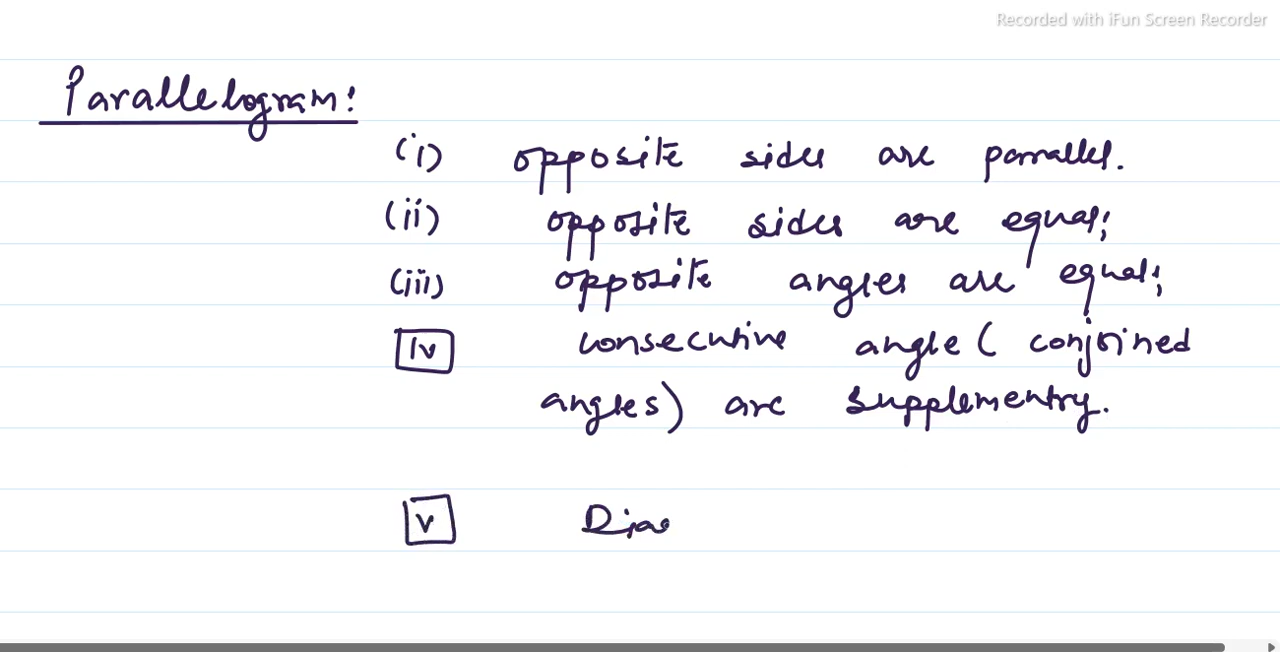 Recorded with iFun Screen Recorder
Parallelogram:
(i) opposite sides are parallel.
(ii) opposite sides are equal;
(iii) opposite angles are equal;
iv consecutive angle ( conjoined
angles) are supplementry.
v Diag